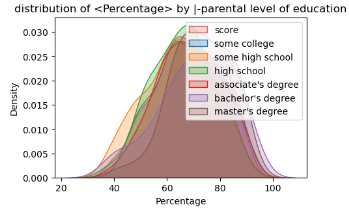 distribution of <Percentage> by |-parental level of education
0.030
0.025
0.020
0.015
0.010
0.005
0.000
Density
score
some college
some high school
high school
associate's degree
bachelor's degree
master's degree
20 40 60 80 100
Percentage